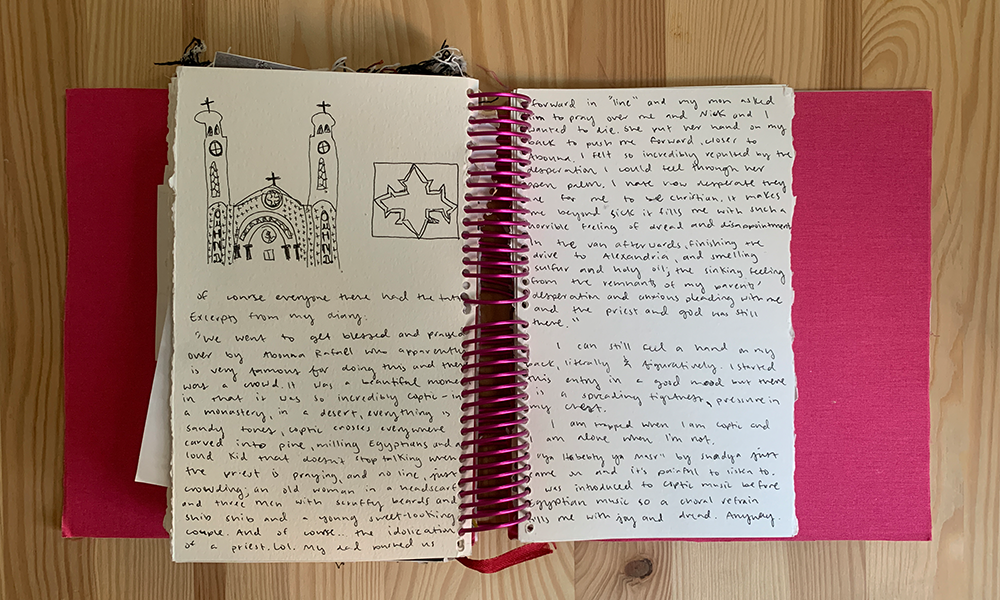 of course everyone there had the tatto
Excerpts from my diary:
"We went to get blessed and prayed
over by Abouna Rafaell who apparently
is very famous for doing this and there
was a crowd. It was a beautiful moment
in that it was so incredibly coptic - in
a monastery, in a desert, everything is
sandy toned, coptic crosses everywhere
carved into pine, milling Egyptians and a
loud kid that doesn't stop talking when
the priest is praying, and no line, just
crowding; an old woman in a headscarf
and three men with scruffy beards and
shib shib and a young sweet-looking
couple. And of course.. the idolication
of a priest. Lol. My dad pushed us
forward in "line" and my mom asked
him to pray over me and Nick and I
wanted to die. She put her hand on my
back to push me forward, closer to
abouna, I felt so incredibly repulsed by the
desperation I could feel through her
open palm. I hate how desperate they
are for me to be Christian. It makes
me beyond sick it fills me with such a
horrible feeling of dread and disappointment
In the van afterwards, finishing the
drive to Alexandria, and smelling
sulfur and holy oil, the sinking feeling
from the remnants of my parents'
desperation and anxious pleading with me
and the priest and god was still
there."
I can still feel a hand on my
back, literally & figuratively. I started
this entry in a good mood but there
is a spreading tightness, pressure in
my chest.
I am trapped when I am coptic and
I am alone when I'm not.
"Ya Habebty ya Masr" by Shadya just
came on and it's painful to listen to.
I was introduced to coptic music before
egyptian music so a choral refrain
fills me with joy and dread. Anyway.